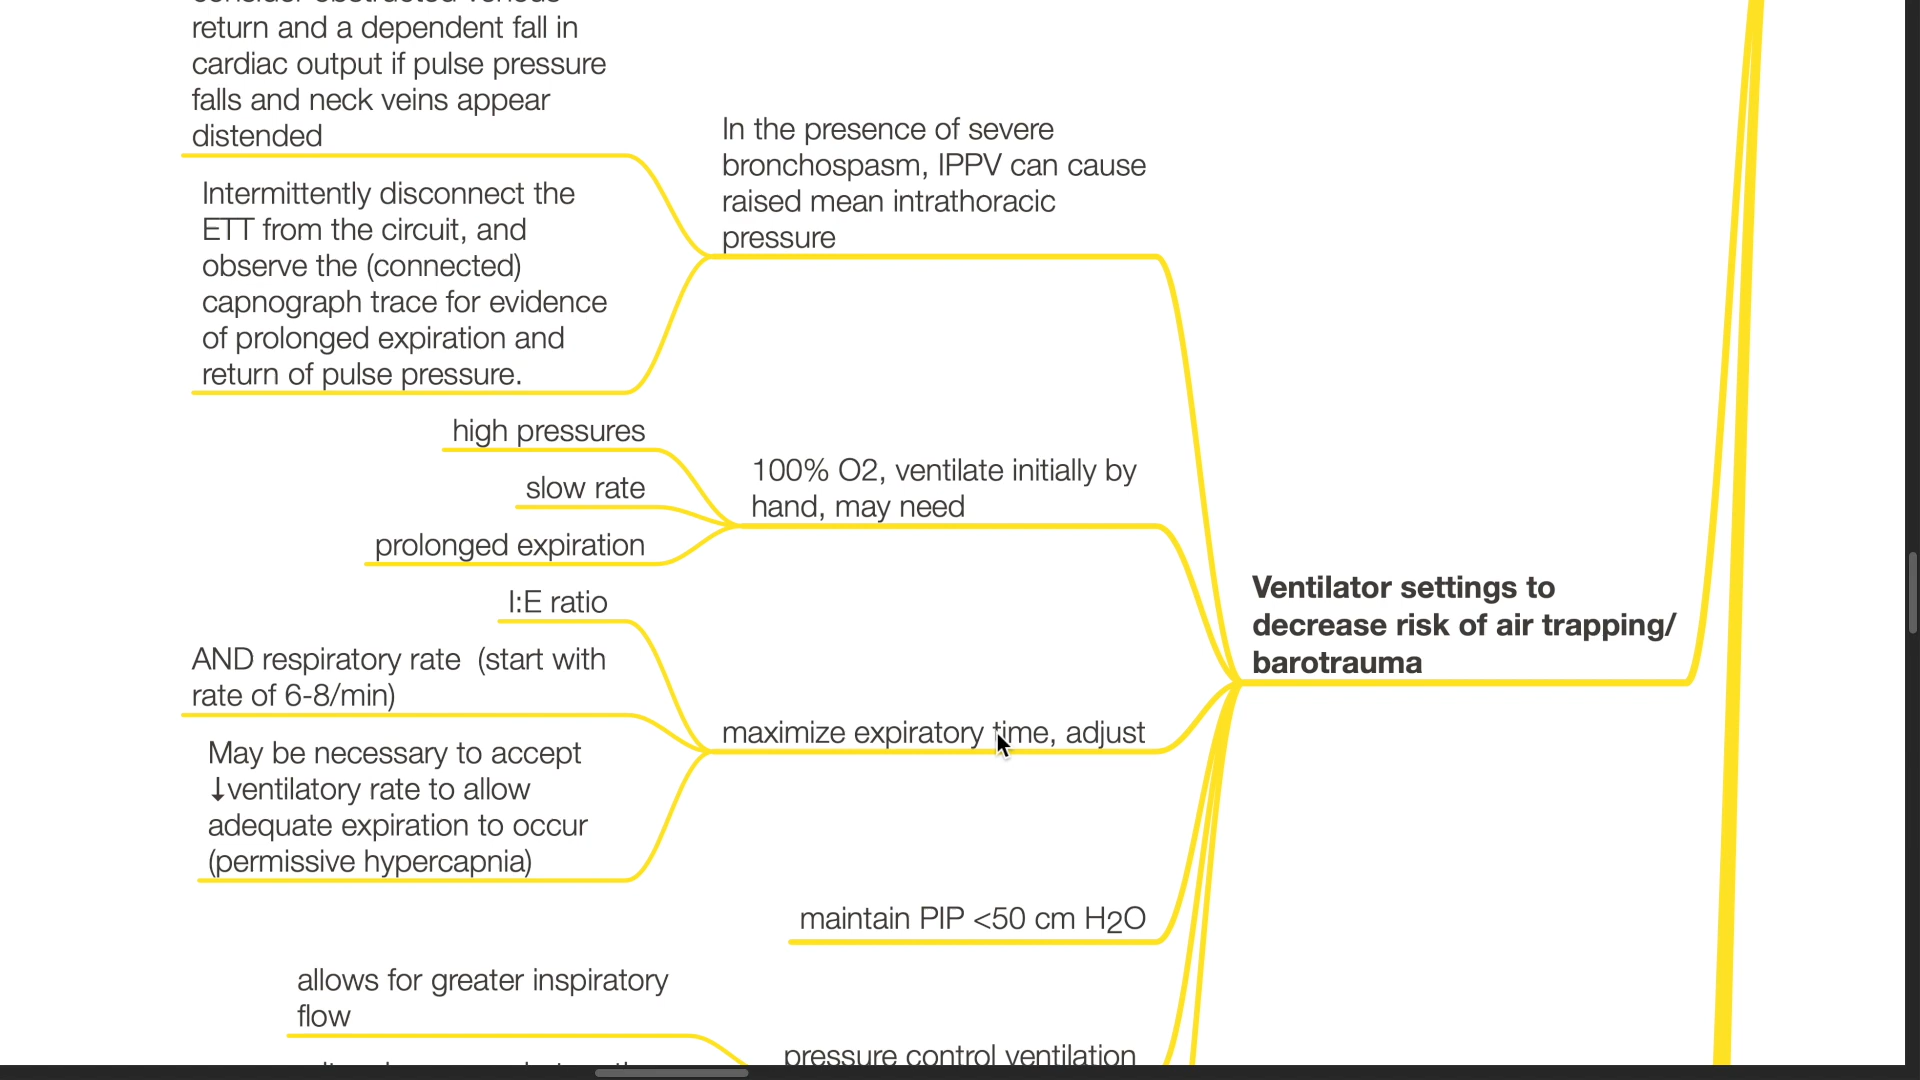 return and a dependent fall in
cardiac output if pulse pressure
falls and neck veins appear
distended
Intermittently disconnect the
ETT from the circuit, and
observe the (connected)
capnograph trace for evidence
of prolonged expiration and
return of pulse pressure.
In the presence of severe
bronchospasm, IPPV can cause
raised mean intrathoracic
pressure
high pressures
slow rate
prolonged expiration
100% O2, ventilate initially by
hand, may need
I:E ratio
AND respiratory rate (start with
rate of 6-8/min)
May be necessary to accept
↓ventilatory rate to allow
adequate expiration to occur
(permissive hypercapnia)
maximize expiratory time, adjust
Ventilator settings to
decrease risk of air trapping/
barotrauma
maintain PIP <50 cm H2O
allows for greater inspiratory
flow
pressure control ventilation